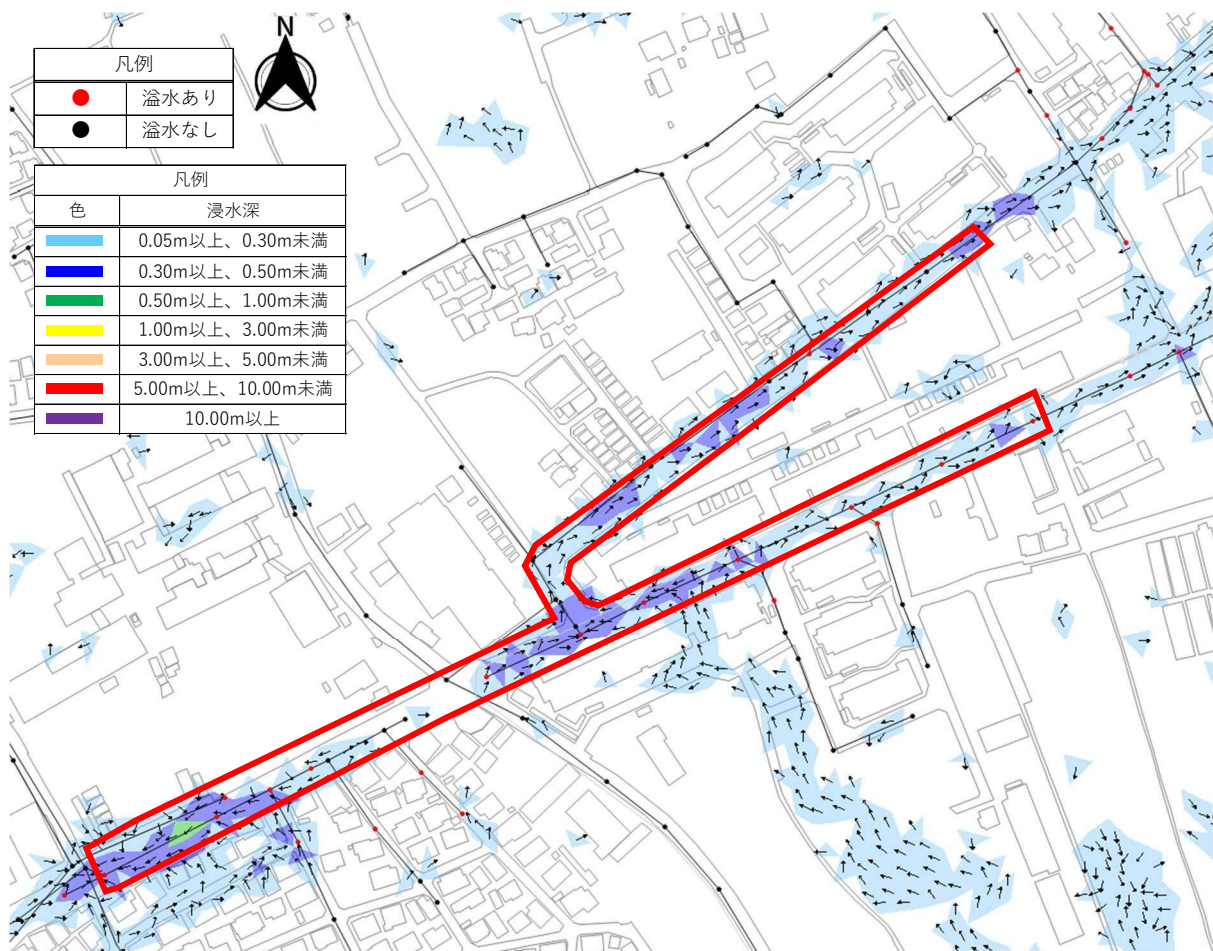 N
凡例
溢水あり
溢水なし
凡例
色 浸水深
0.05m以上、0.30m未満
0.30m以上、0.50m未満
0.50m以上、1.00m未満
1.00m以上、3.00m未満
3.00m以上、5.00m未満
5.00m以上、10.00m未満
10.00m以上